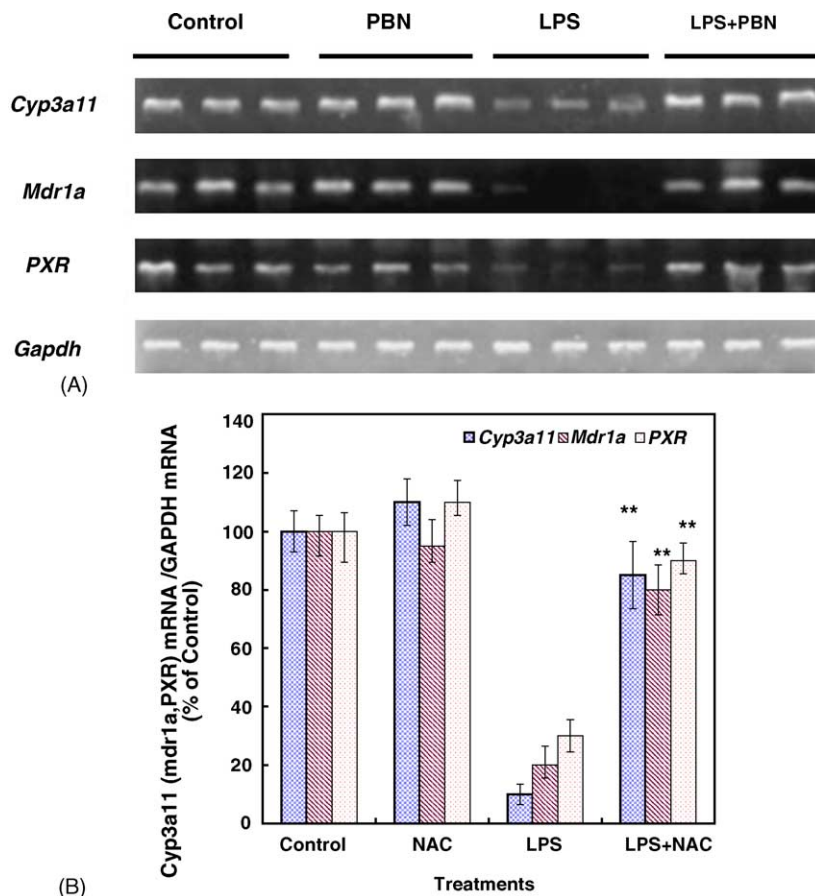 Control PBN LPS LPS+PBN
Cyp3a11
Mdr1a
PXR
Gapdh
(A)
Cyp3a11 (mdr1a,PXR) mRNA /GAPDH mRNA
(% of Control)
140
120
100
80
60
40
20
0
Cyp3a11 Mdr1a PXR
**
**
**
Control NAC LPS LPS+NAC
Treatments
(B)